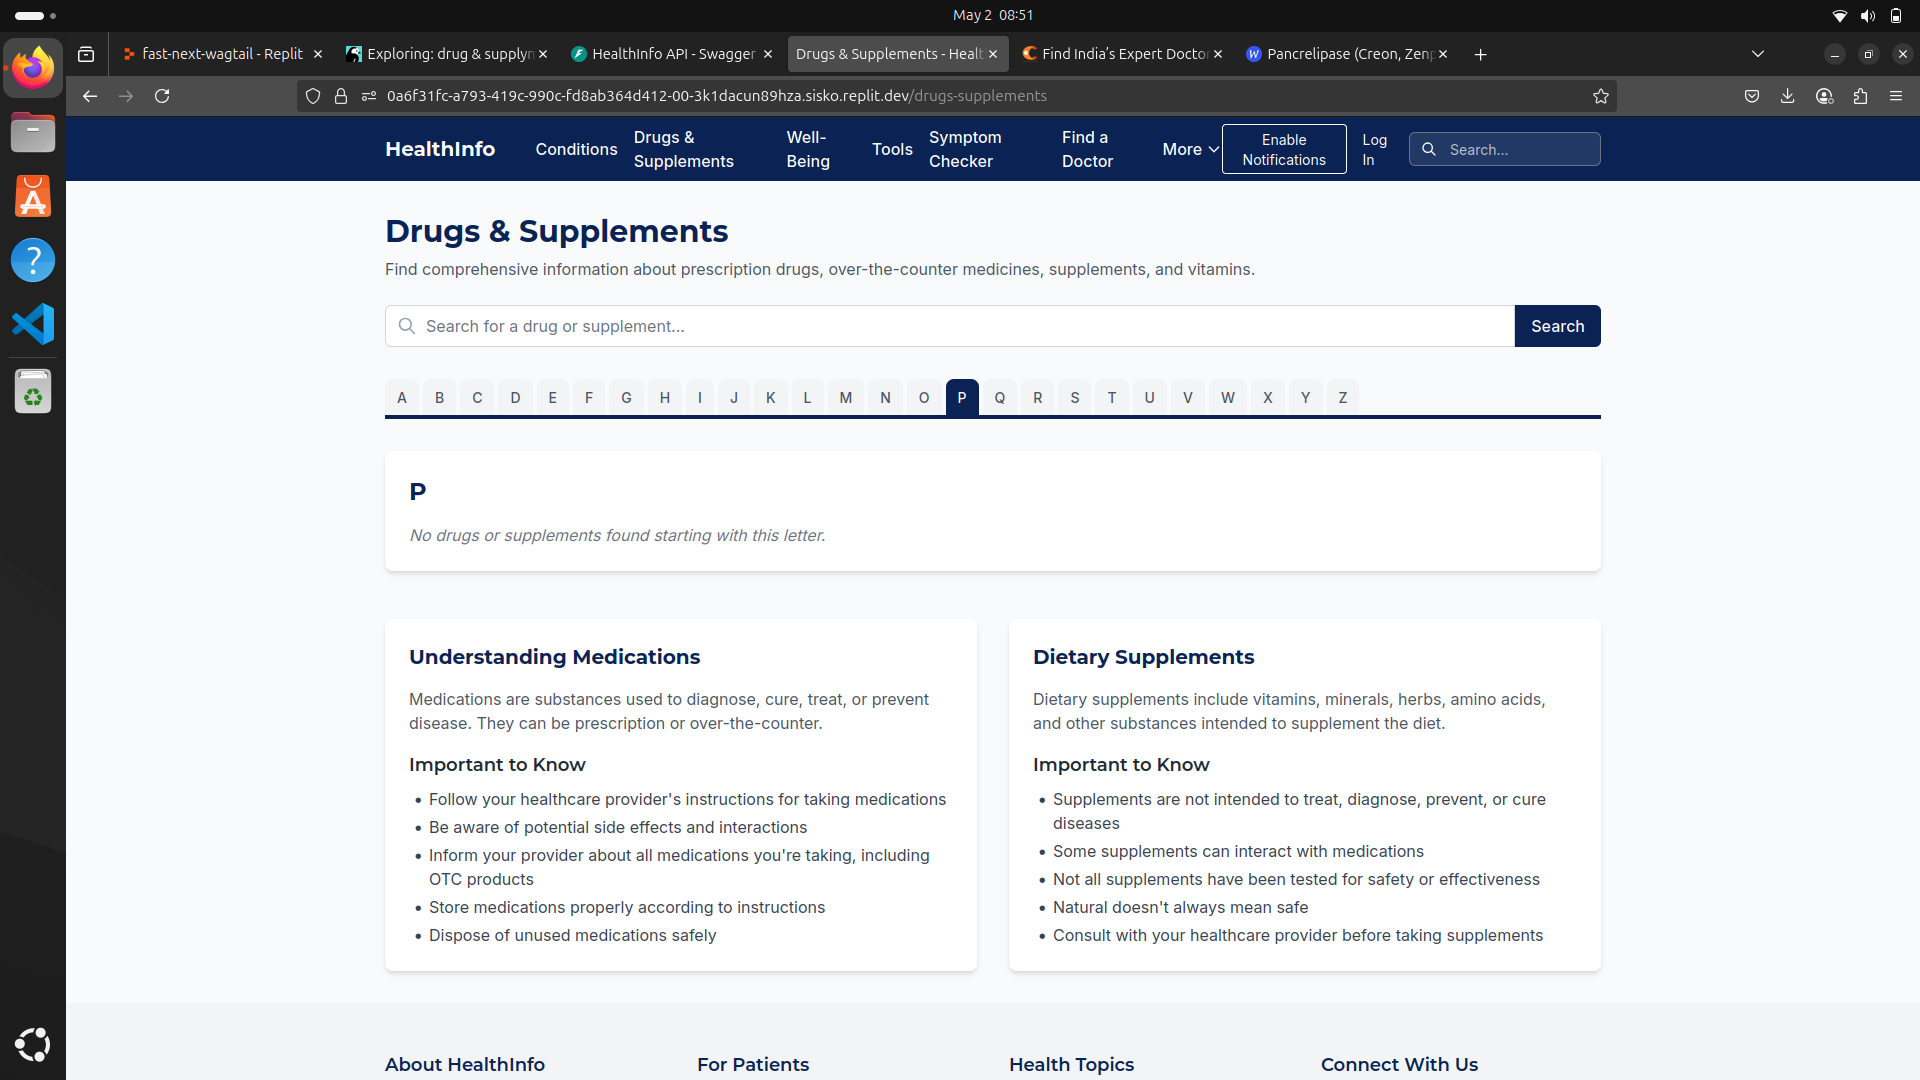 May 2 08:51
fast-next-wagtail - Replit
Exploring: drug & supplym
HealthInfo API - Swagger
Drugs & Supplements - Healt
Find India's Expert Doctor
Pancrelipase (Creon, Zenp
0a6f31fc-a793-419c-990c-fd8ab364d412-00-3k1dacun89hza.sisko.replit.dev/drugs-supplements
HealthInfo
Conditions
Drugs &
Supplements
Well-
Being
Tools
Symptom
Checker
Find a
Doctor
More
Enable
Notifications
Log
In
Search...
Drugs & Supplements
Find comprehensive information about prescription drugs, over-the-counter medicines, supplements, and vitamins.
Search for a drug or supplement...
Search
A B C D E F G H I J K L M N O P Q R S T U V W X Y Z
P
No drugs or supplements found starting with this letter.
Understanding Medications
Medications are substances used to diagnose, cure, treat, or prevent
disease. They can be prescription or over-the-counter.
Important to Know
• Follow your healthcare provider's instructions for taking medications
• Be aware of potential side effects and interactions
• Inform your provider about all medications you're taking, including
OTC products
• Store medications properly according to instructions
• Dispose of unused medications safely
Dietary Supplements
Dietary supplements include vitamins, minerals, herbs, amino acids,
and other substances intended to supplement the diet.
Important to Know
• Supplements are not intended to treat, diagnose, prevent, or cure
diseases
• Some supplements can interact with medications
• Not all supplements have been tested for safety or effectiveness
• Natural doesn't always mean safe
• Consult with your healthcare provider before taking supplements
About HealthInfo
For Patients
Health Topics
Connect With Us